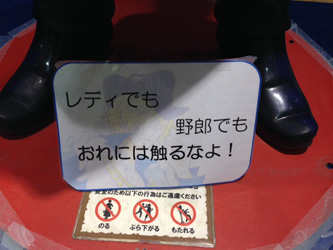 レディでも
野郎でも
おれには触るなよ！
安全のため以下の行為はご遠慮ください
のる ぶら下がる もたれる